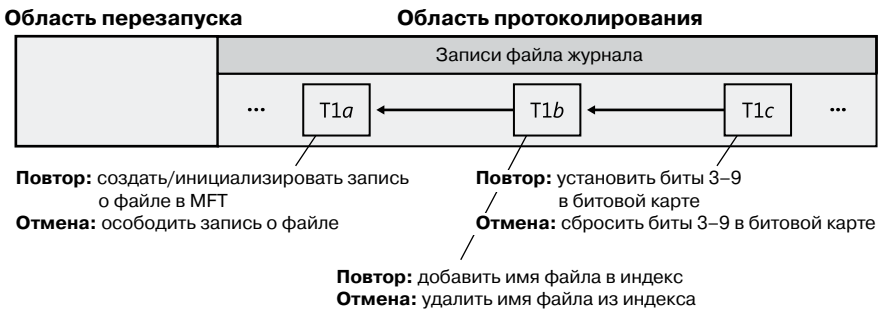 Область перезапуска
Область протоколирования
Записи файла журнала
... T1a T1b T1c ...
Повтор: создать/инициализировать запись
о файле в MFT
Отмена: осободить запись о файле
Повтор: установить биты 3–9
в битовой карте
Отмена: сбросить биты 3–9 в битовой карте
Повтор: добавить имя файла в индекс
Отмена: удалить имя файла из индекса